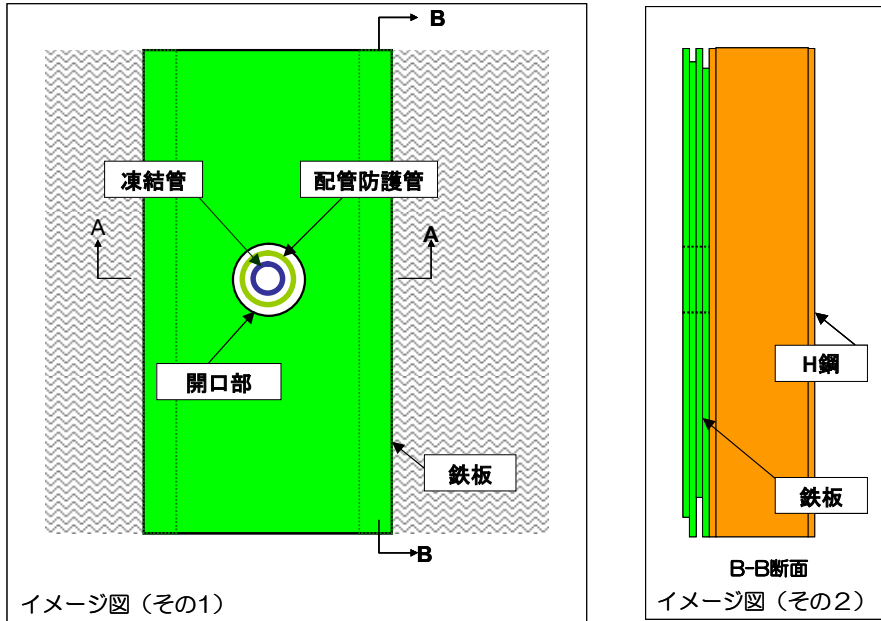 B
凍結管
配管防護管
A
A
開口部
鉄板
B
イメージ図（その1）
H鋼
鉄板
B-B断面
イメージ図（その２）